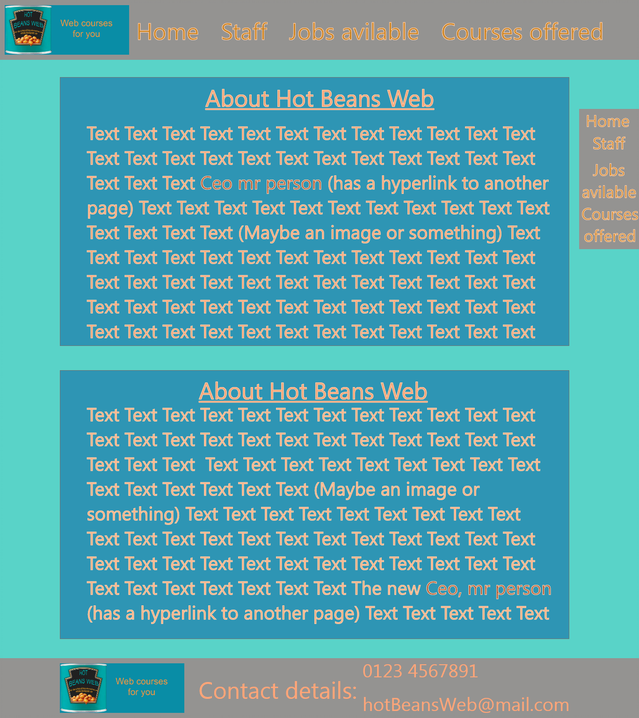 HOT
BEANS WEB
Web courses
for you
Home Staff Jobs avilable Courses offered
About Hot Beans Web
Text Text Text Text Text Text Text Text Text Text Text Text
Text Text Text Text Text Text Text Text Text Text Text Text
Text Text Text Ceo mr person (has a hyperlink to another
page) Text Text Text Text Text Text Text Text Text Text Text
Text Text Text Text (Maybe an image or something) Text
Text Text Text Text Text Text Text Text Text Text Text Text
Text Text Text Text Text Text Text Text Text Text Text Text
Text Text Text Text Text Text Text Text Text Text Text Text
Text Text Text Text Text Text Text Text Text Text Text Text
Home
Staff
Jobs
avilable
Courses
offered
About Hot Beans Web
Text Text Text Text Text Text Text Text Text Text Text Text
Text Text Text Text Text Text Text Text Text Text Text Text
Text Text Text Text Text Text Text Text Text Text Text Text
Text Text Text Text Text Text (Maybe an image or
something) Text Text Text Text Text Text Text Text Text
Text Text Text Text Text Text Text Text Text Text Text Text
Text Text Text Text Text Text Text Text Text Text Text Text
Text Text Text Text Text Text Text The new Ceo, mr person
(has a hyperlink to another page) Text Text Text Text Text
HOT
BEANS WEB
Web courses
for you
Contact details:
0123 4567891
hotBeansWeb@mail.com